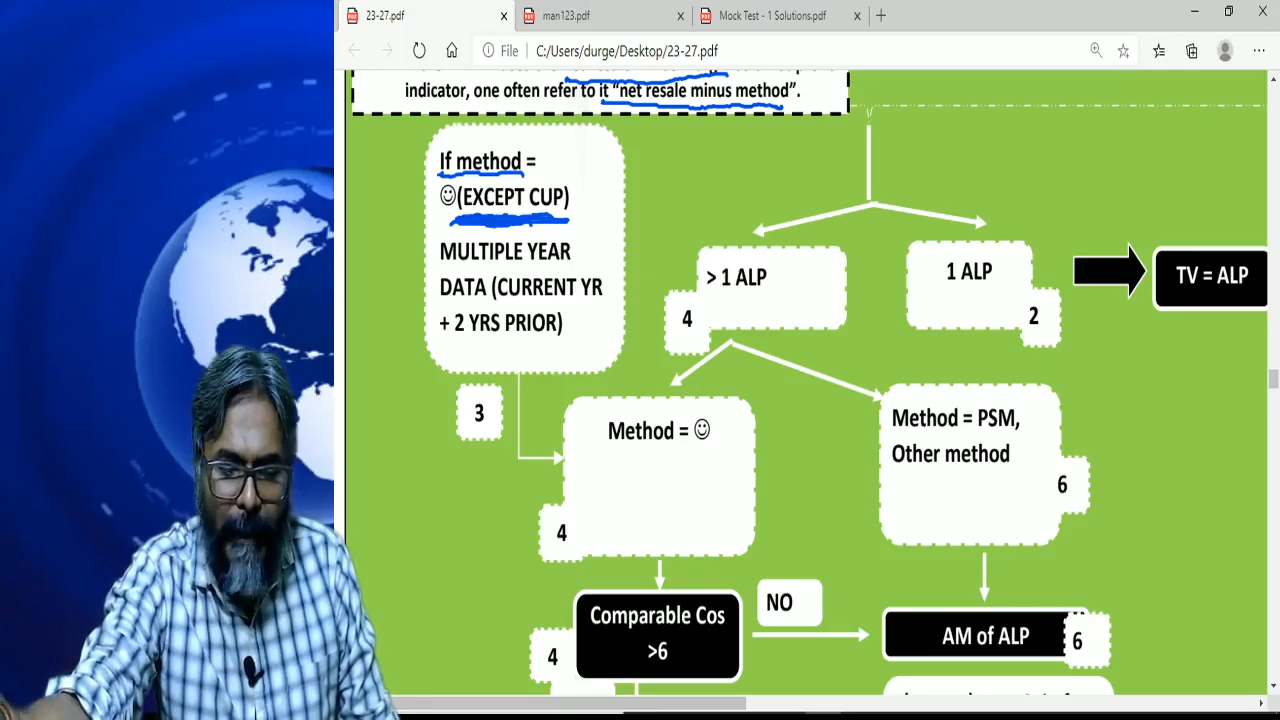 23-27.pdf
man123.pdf
Mock Test - 1 Solutions.pdf
File
C:/Users/durge/Desktop/23-27.pdf
indicator, one often refer to it “net resale minus method”.
If method =
☺(EXCEPT CUP)
MULTIPLE YEAR
DATA (CURRENT YR
+ 2 YRS PRIOR)
3
> 1 ALP
4
1 ALP
2
TV = ALP
Method = ☺
4
Method = PSM,
Other method
6
Comparable Cos
>6
4
NO
AM of ALP
6